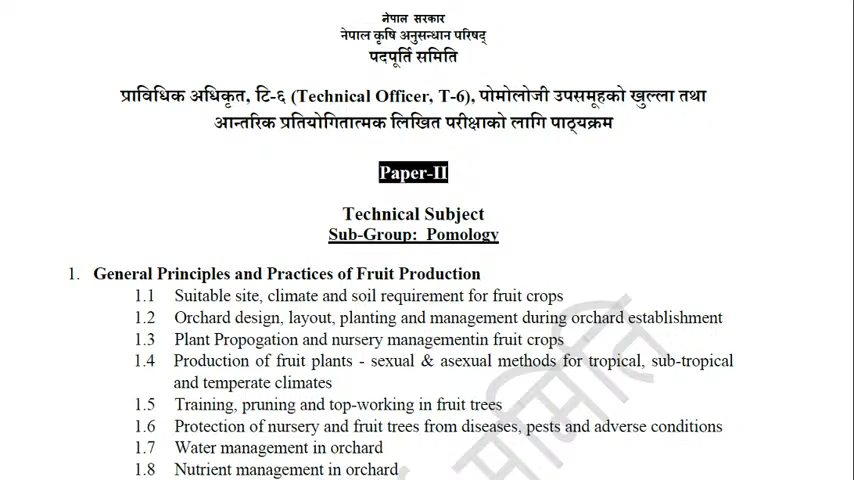 नेपाल सरकार
नेपाल कृषि अनुसन्धान परिषद्
पदपूर्ति समिति
प्राविधिक अधिकृत, टि-६ (Technical Officer, T-6), पोमोलोजी उपसमूहको खुल्ला तथा
आन्तरिक प्रतियोगितात्मक लिखित परीक्षाको लागि पाठ्यक्रम
Paper-II
Technical Subject
Sub-Group: Pomology
1. General Principles and Practices of Fruit Production
1.1 Suitable site, climate and soil requirement for fruit crops
1.2 Orchard design, layout, planting and management during orchard establishment
1.3 Plant Propogation and nursery managementin fruit crops
1.4 Production of fruit plants - sexual & asexual methods for tropical, sub-tropical
and temperate climates
1.5 Training, pruning and top-working in fruit trees
1.6 Protection of nursery and fruit trees from diseases, pests and adverse conditions
1.7 Water management in orchard
1.8 Nutrient management in orchard
समिति